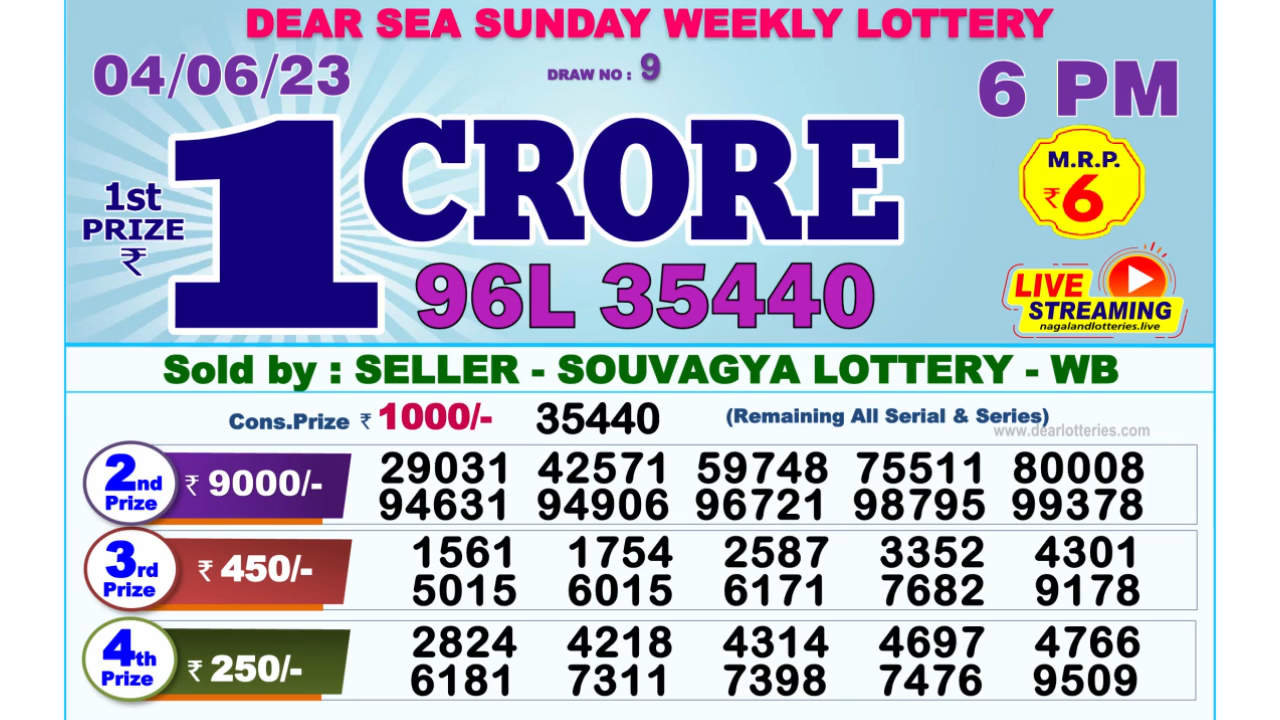 DEAR SEA SUNDAY WEEKLY LOTTERY
04/06/23
DRAW NO : 9
6 PM
1st
PRIZE
₹
1 CRORE
M.R.P.
₹6
96L 35440
LIVE
STREAMING
nagalandlotteries.live
Sold by : SELLER - SOUVAGYA LOTTERY - WB
Cons.Prize ₹ 1000/- 35440 (Remaining All Serial & Series)
www.dearlotteries.com
2nd
Prize
₹ 9000/-
29031 42571 59748 75511 80008
94631 94906 96721 98795 99378
3rd
Prize
₹ 450/-
1561 1754 2587 3352 4301
5015 6015 6171 7682 9178
4th
Prize
₹ 250/-
2824 4218 4314 4697 4766
6181 7311 7398 7476 9509